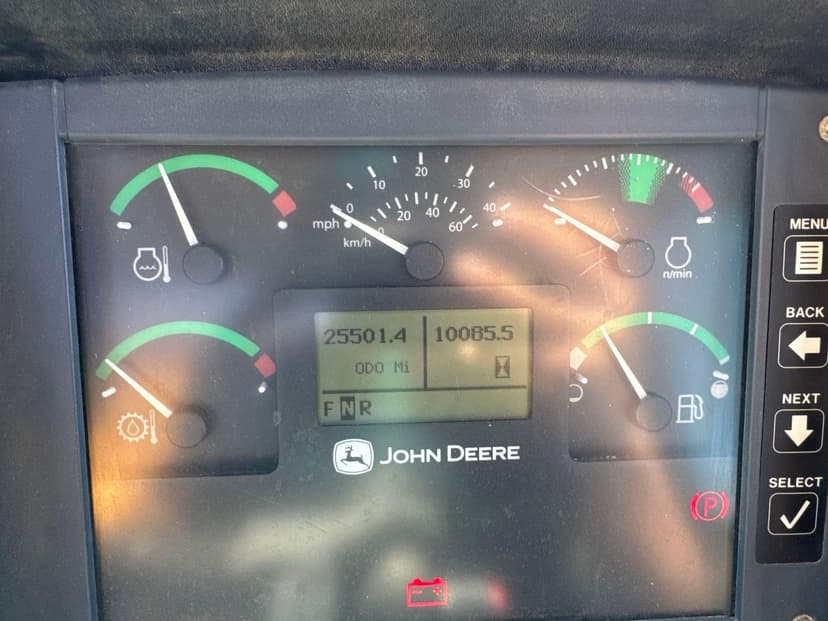 0 10 20 30 40
mph
0 20 40 60
km/h
n/min
25501.4 10085.5
ODO Mi
F N R
JOHN DEERE
P
MENU
BACK
NEXT
SELECT